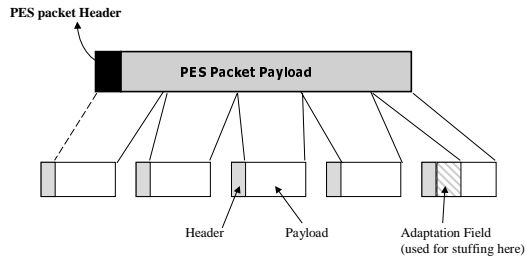 PES packet Header
PES Packet Payload
Header
Payload
Adaptation Field
(used for stuffing here)